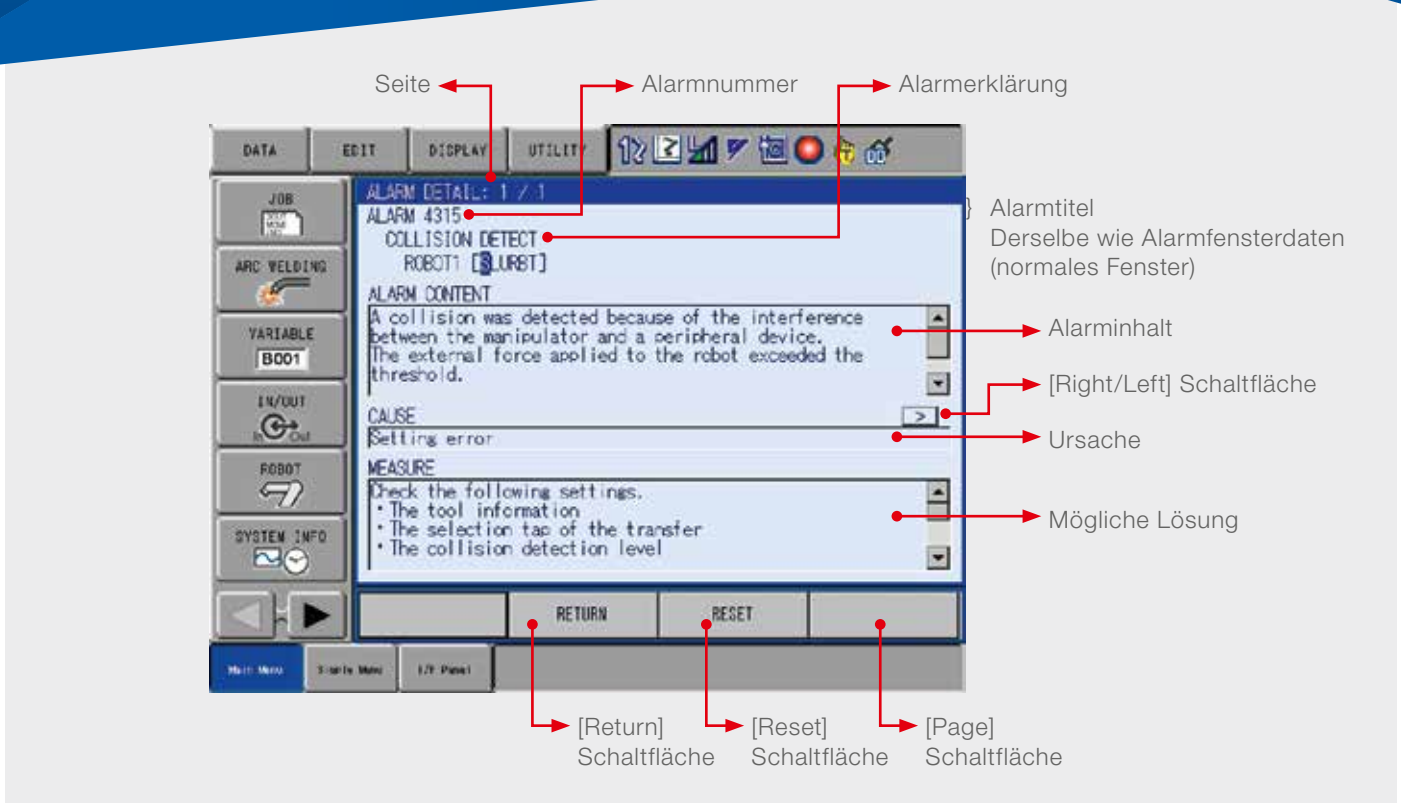 Seite
Alarmnummer
Alarmerklärung
DATA
EDIT
DISPLAY
UTILITY
JOB
ALARM DETAIL: 1 / 1
ALARM 4315
COLLISION DETECT
ROBOT1 [SLURBT]
} Alarmtitel
Derselbe wie Alarmfensterdaten
(normales Fenster)
ARC WELDING
ALARM CONTENT
A collision was detected because of the interference
between the manipulator and a peripheral device.
The external force applied to the robot exceeded the
threshold.
Alarminhalt
VARIABLE
B001
[Right/Left] Schaltfläche
IN/OUT
In Out
CAUSE
>
Setting error
Ursache
ROBOT
MEASURE
Check the following settings.
・The tool information
・The selection tap of the transfer
・The collision detection level
Mögliche Lösung
SYSTEM INFO
RETURN
RESET
Main Menu
Simple Menu
I/F Panel
[Return]
Schaltfläche
[Reset]
Schaltfläche
[Page]
Schaltfläche